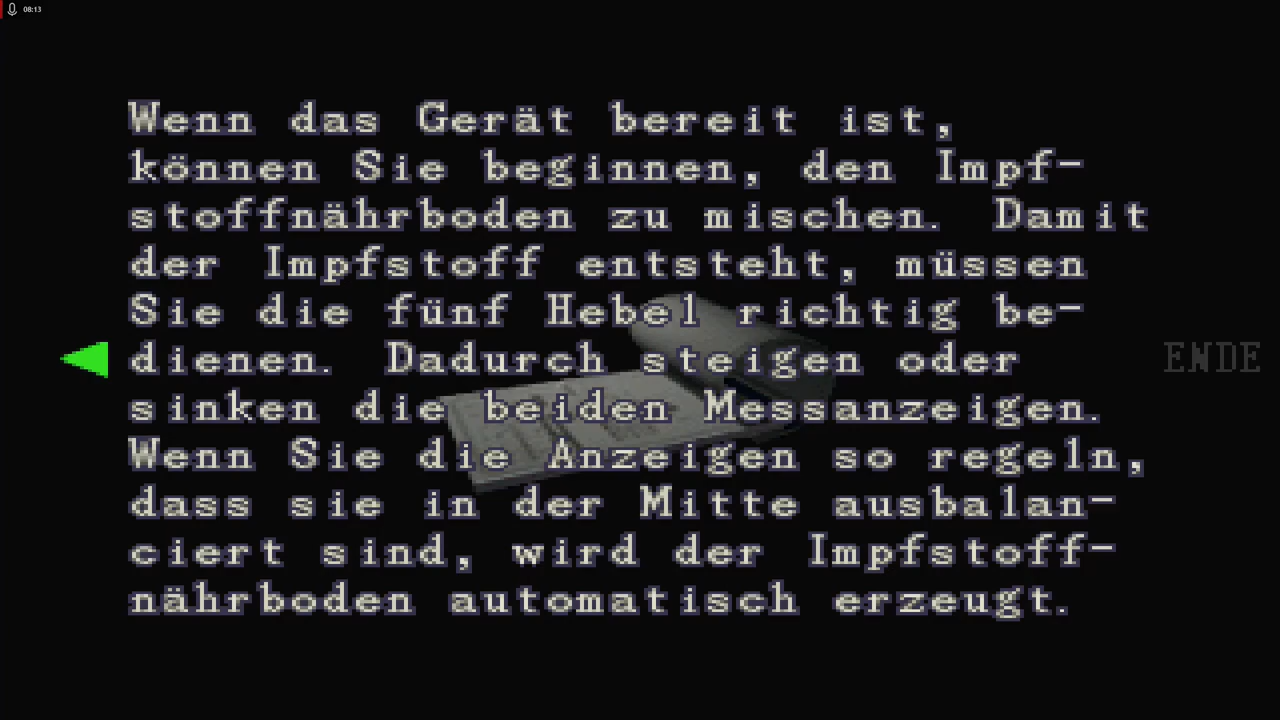 08:13
Wenn das Gerät bereit ist,
können Sie beginnen, den Impf-
stoffnährboden zu mischen. Damit
der Impfstoff entsteht, müssen
Sie die fünf Hebel richtig be-
dienen. Dadurch steigen oder
ENDE
sinken die beiden Messanzeigen.
Wenn Sie die Anzeigen so regeln,
dass sie in der Mitte ausbalan-
ciert sind, wird der Impfstoff-
nährboden automatisch erzeugt.